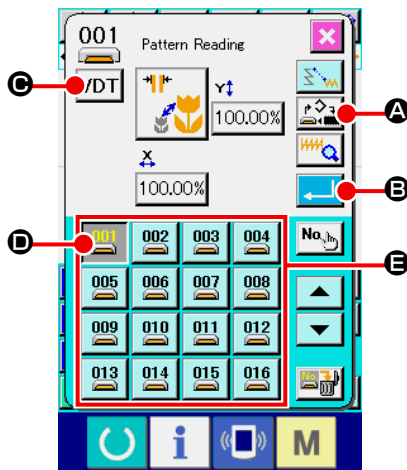 001
Pattern Reading
/DT
C
Y
100.00%
A
X
100.00%
B
D
001 002 003 004
No.
E
005 006 007 008
009 010 011 012
013 014 015 016
No.
i
M